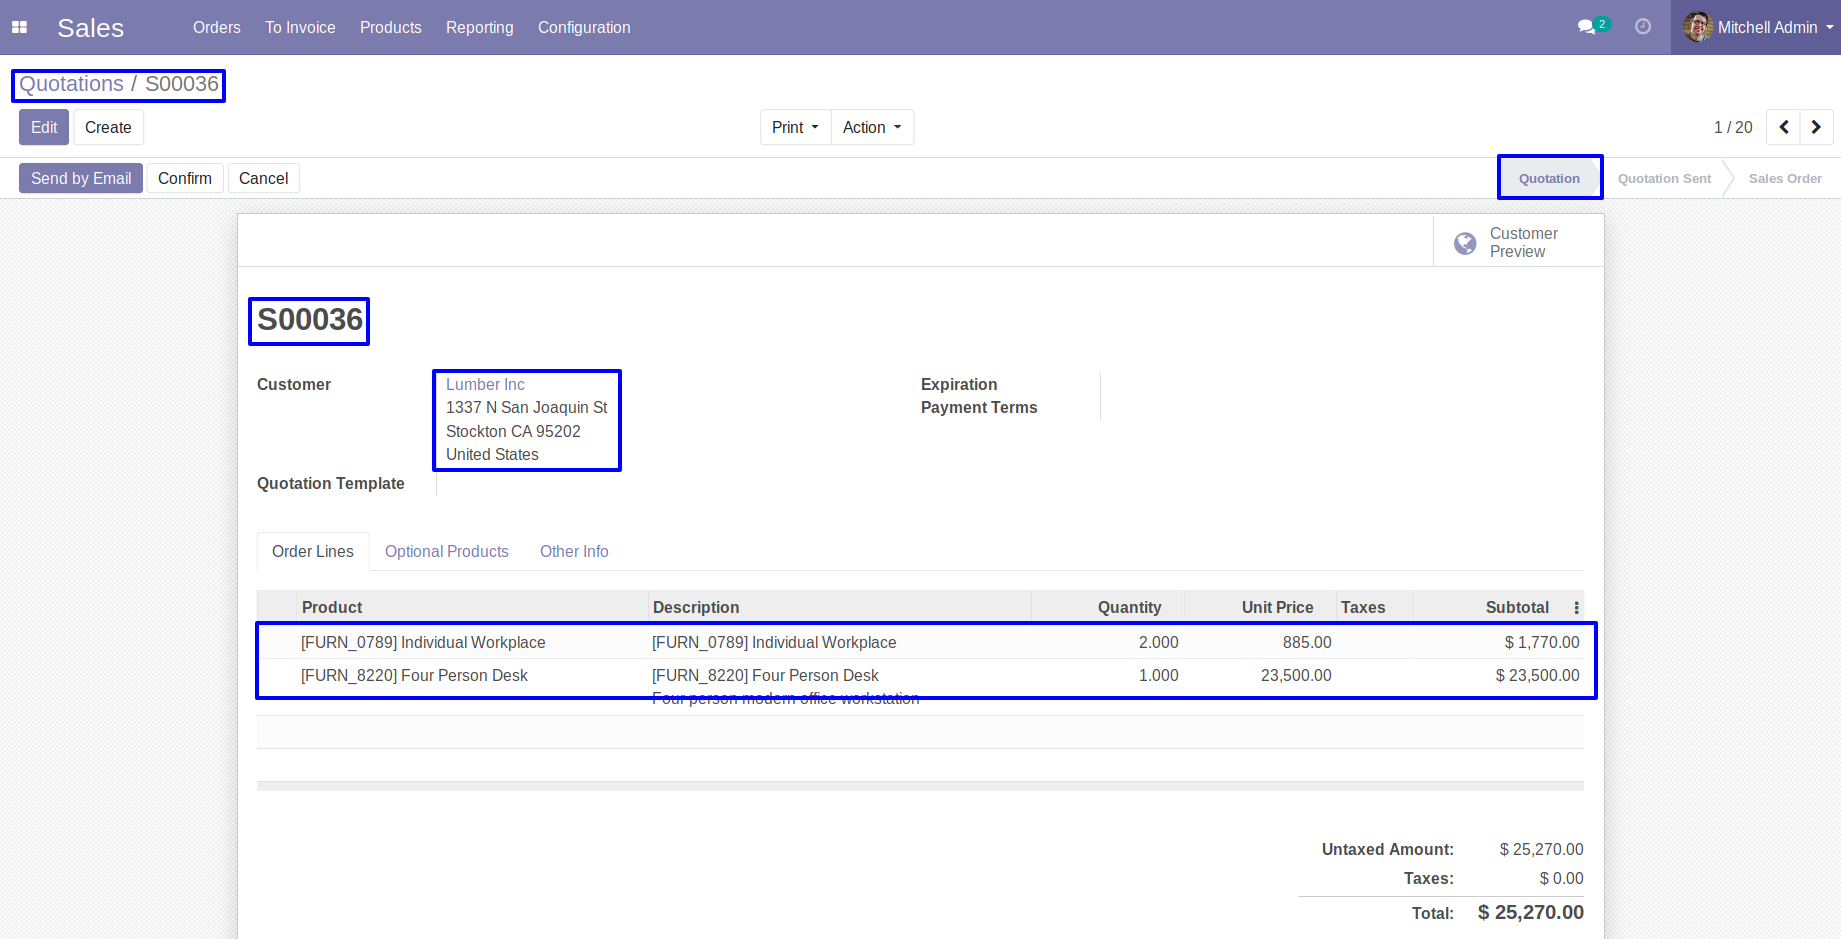 Sales Orders To Invoice Products Reporting Configuration 2 Mitchell Admin
Quotations / S00036
Edit Create Print Action 1 / 20
Send by Email Confirm Cancel Quotation Quotation Sent Sales Order
Customer
Preview
S00036
Customer Lumber Inc Expiration
1337 N San Joaquin St Payment Terms
Stockton CA 95202
United States
Quotation Template
Order Lines Optional Products Other Info
Product Description Quantity Unit Price Taxes Subtotal
[FURN_0789] Individual Workplace [FURN_0789] Individual Workplace 2.000 885.00 $ 1,770.00
[FURN_8220] Four Person Desk [FURN_8220] Four Person Desk 1.000 23,500.00 $ 23,500.00
Four person modern office workstation
Untaxed Amount: $ 25,270.00
Taxes: $ 0.00
Total: $ 25,270.00